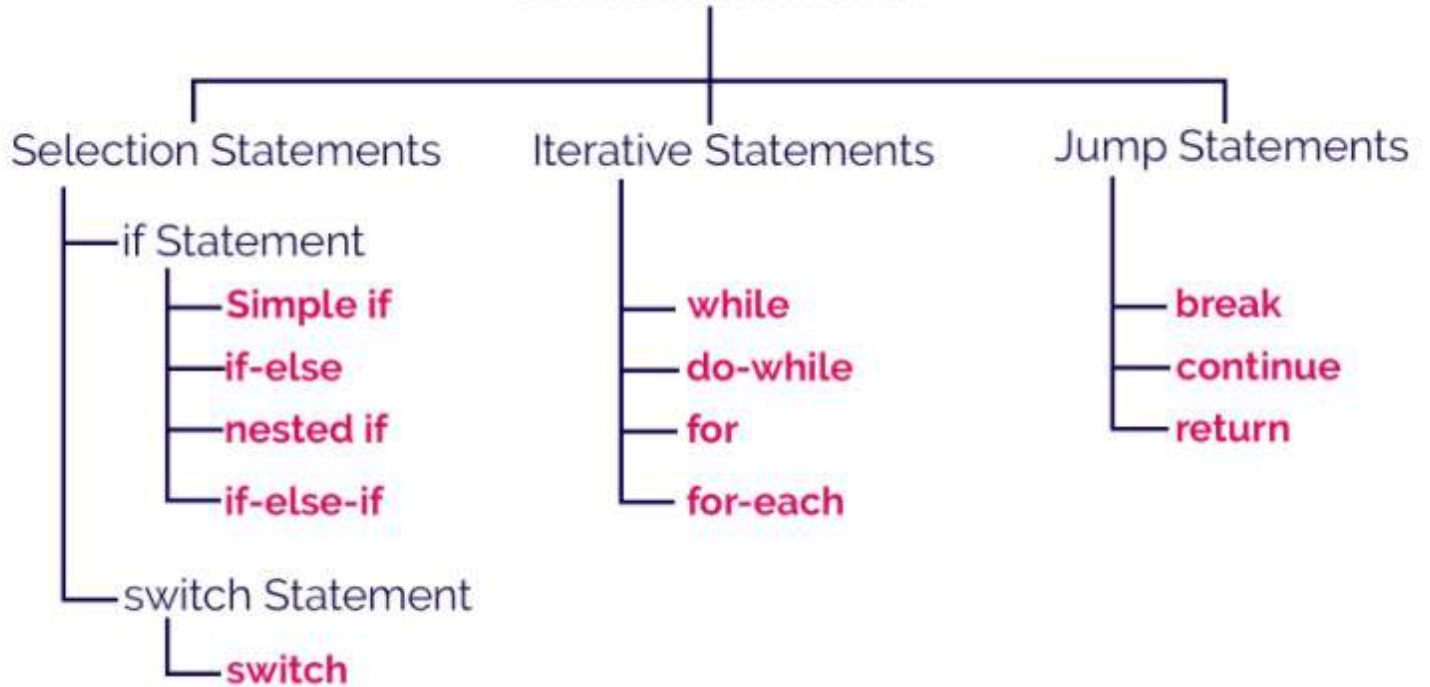 Selection Statements
if Statement
Simple if
if-else
nested if
if-else-if
switch Statement
switch
Iterative Statements
while
do-while
for
for-each
Jump Statements
break
continue
return